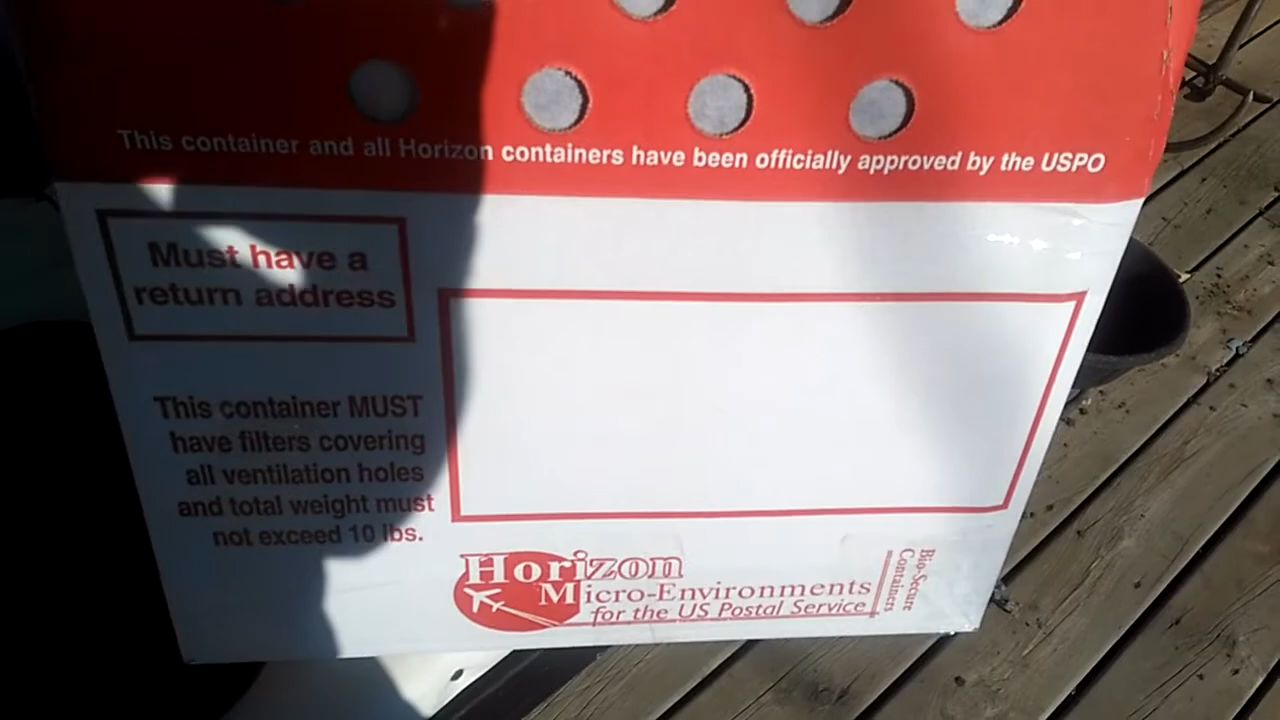 This container and all Horizon containers have been officially approved by the USPO
Must have a
return address
This container MUST
have filters covering
all ventilation holes
and total weight must
not exceed 10 lbs.
Horizon
Micro-Environments
for the US Postal Service
Bio-Secure
Containers